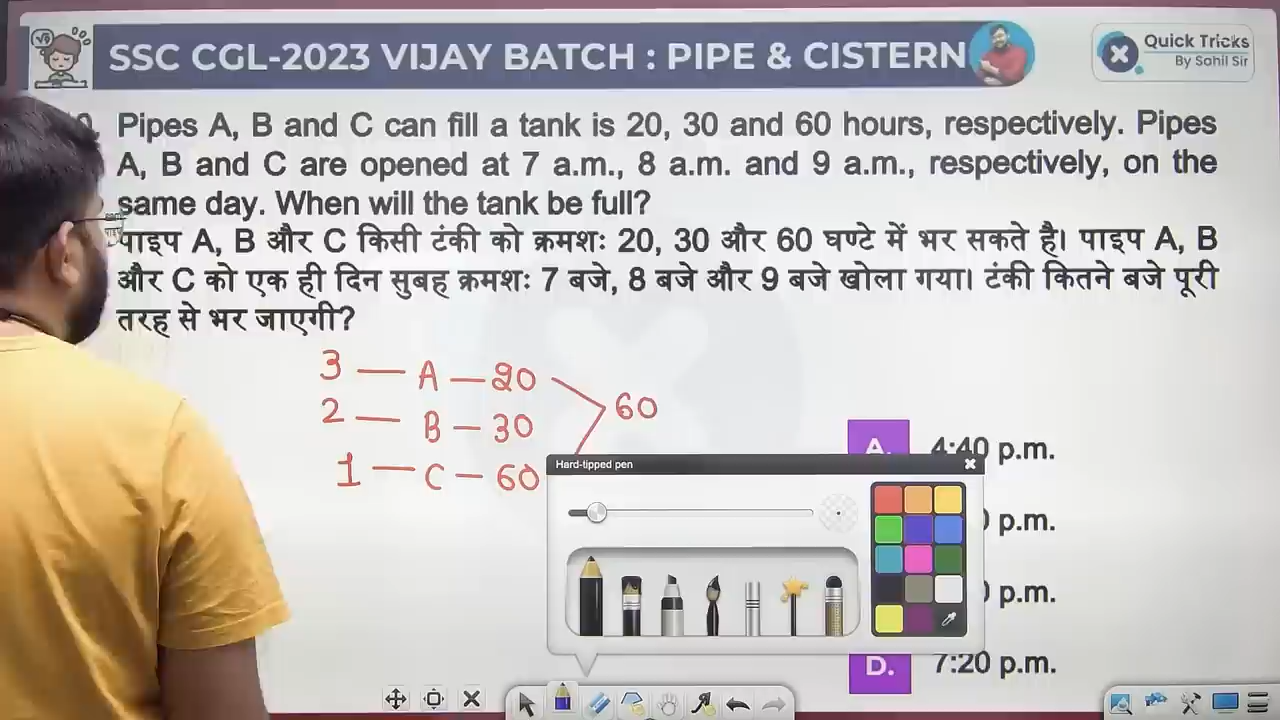 SSC CGL-2023 VIJAY BATCH : PIPE & CISTERN
Quick Tricks
By Sahil Sir
Pipes A, B and C can fill a tank is 20, 30 and 60 hours, respectively. Pipes
A, B and C are opened at 7 a.m., 8 a.m. and 9 a.m., respectively, on the
same day. When will the tank be full?
पाइप A, B और C किसी टंकी को क्रमशः 20, 30 और 60 घण्टे में भर सकते है। पाइप A, B
और C को एक ही दिन सुबह क्रमशः 7 बजे, 8 बजे और 9 बजे खोला गया। टंकी कितने बजे पूरी
तरह से भर जाएगी?
3 — A — 20
60
2 — B — 30
1 — C — 60
A. 4:40 p.m.
Hard-tipped pen
p.m.
p.m.
D. 7:20 p.m.